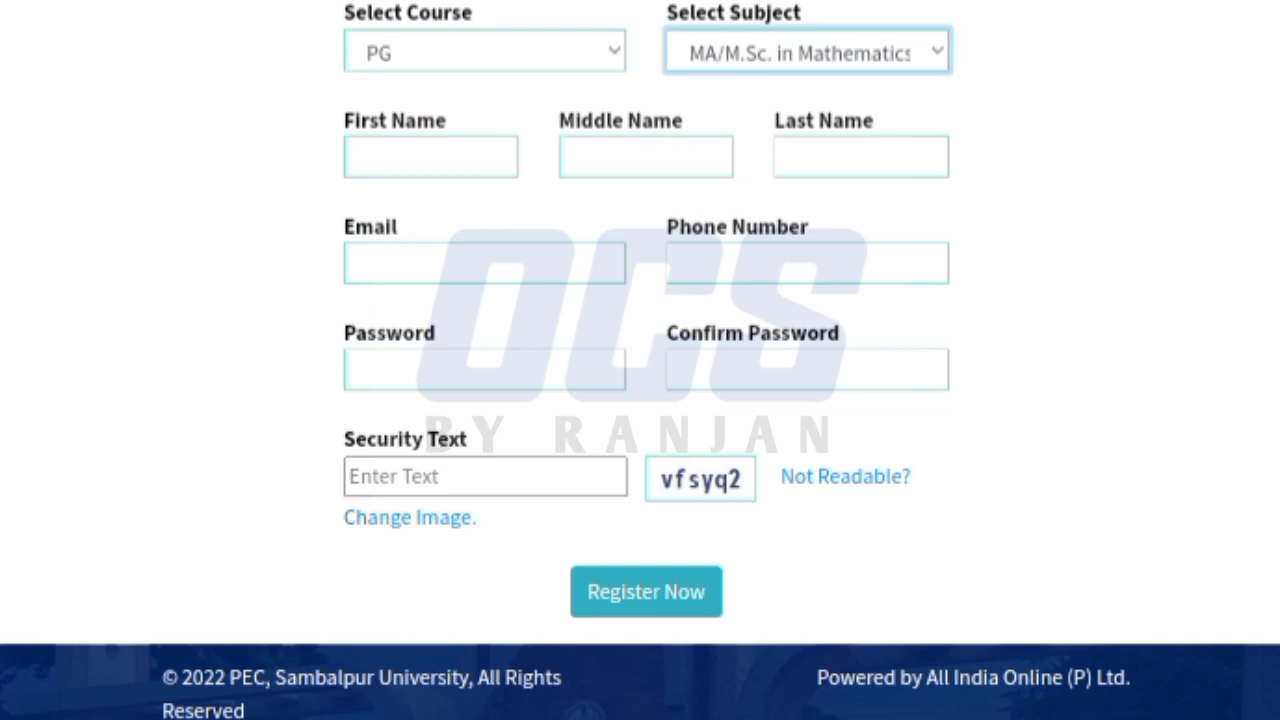 Select Course Select Subject
PG MA/M.Sc. in Mathematics
First Name Middle Name Last Name
Email Phone Number
OCS
Password Confirm Password
BY RANJAN
Security Text
Enter Text vfsyq2 Not Readable?
Change Image.
Register Now
© 2022 PEC, Sambalpur University, All Rights Powered by All India Online (P) Ltd.
Reserved